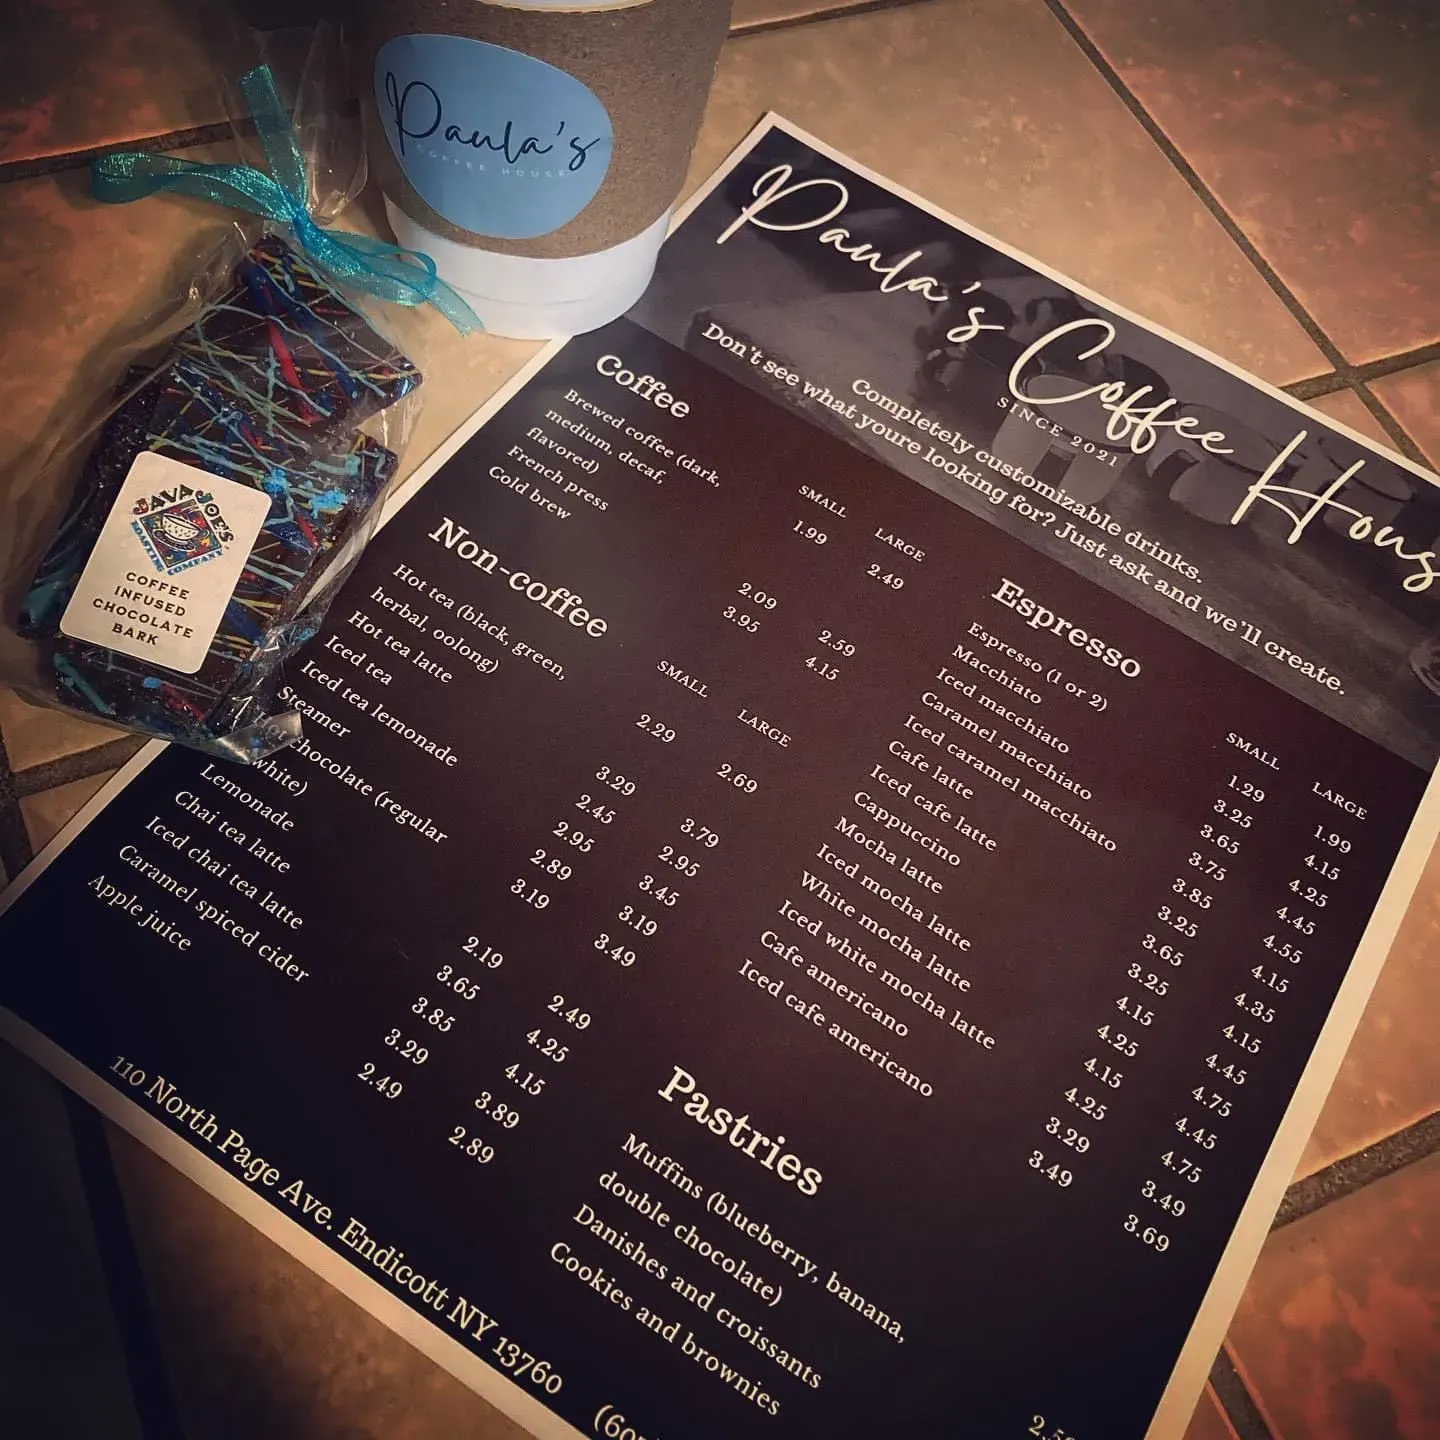 Paula's
COFFEE HOUSE
JAVA JOE'S
ROASTING COMPANY
COFFEE
INFUSED
CHOCOLATE
BARK
Paula's Coffee Hous
SINCE 2021
Completely customizable drinks.
Don't see what youre looking for? Just ask and we'll create.
Coffee
SMALL LARGE
Brewed coffee (dark, 1.99 2.49
medium, decaf,
flavored)
French press 2.09 2.59
Cold brew 3.95 4.15
Non-coffee
SMALL LARGE
Hot tea (black, green, 2.29 2.69
herbal, oolong)
Hot tea latte 3.29 3.79
Iced tea 2.45 2.95
Iced tea lemonade 2.95 3.45
Steamer 2.89 3.19
chocolate (regular 3.19 3.49
white)
Lemonade 2.19 2.49
Chai tea latte 3.65 4.25
Iced chai tea latte 3.85 4.15
Caramel spiced cider 3.29 3.89
Apple juice 2.49 2.89
Espresso
SMALL LARGE
Espresso (1 or 2) 1.29 1.99
Macchiato 3.25 4.15
Iced macchiato 3.65 4.25
Caramel macchiato 3.75 4.45
Iced caramel macchiato 3.85 4.55
Cafe latte 3.25 4.15
Iced cafe latte 3.65 4.35
Cappuccino 3.25 4.15
Mocha latte 4.15 4.45
Iced mocha latte 4.25 4.75
White mocha latte 4.15 4.45
Iced white mocha latte 4.25 4.75
Cafe americano 3.29 3.49
Iced cafe americano 3.49 3.69
Pastries
Muffins (blueberry, banana,
double chocolate)
Danishes and croissants
Cookies and brownies
110 North Page Ave. Endicott NY 13760